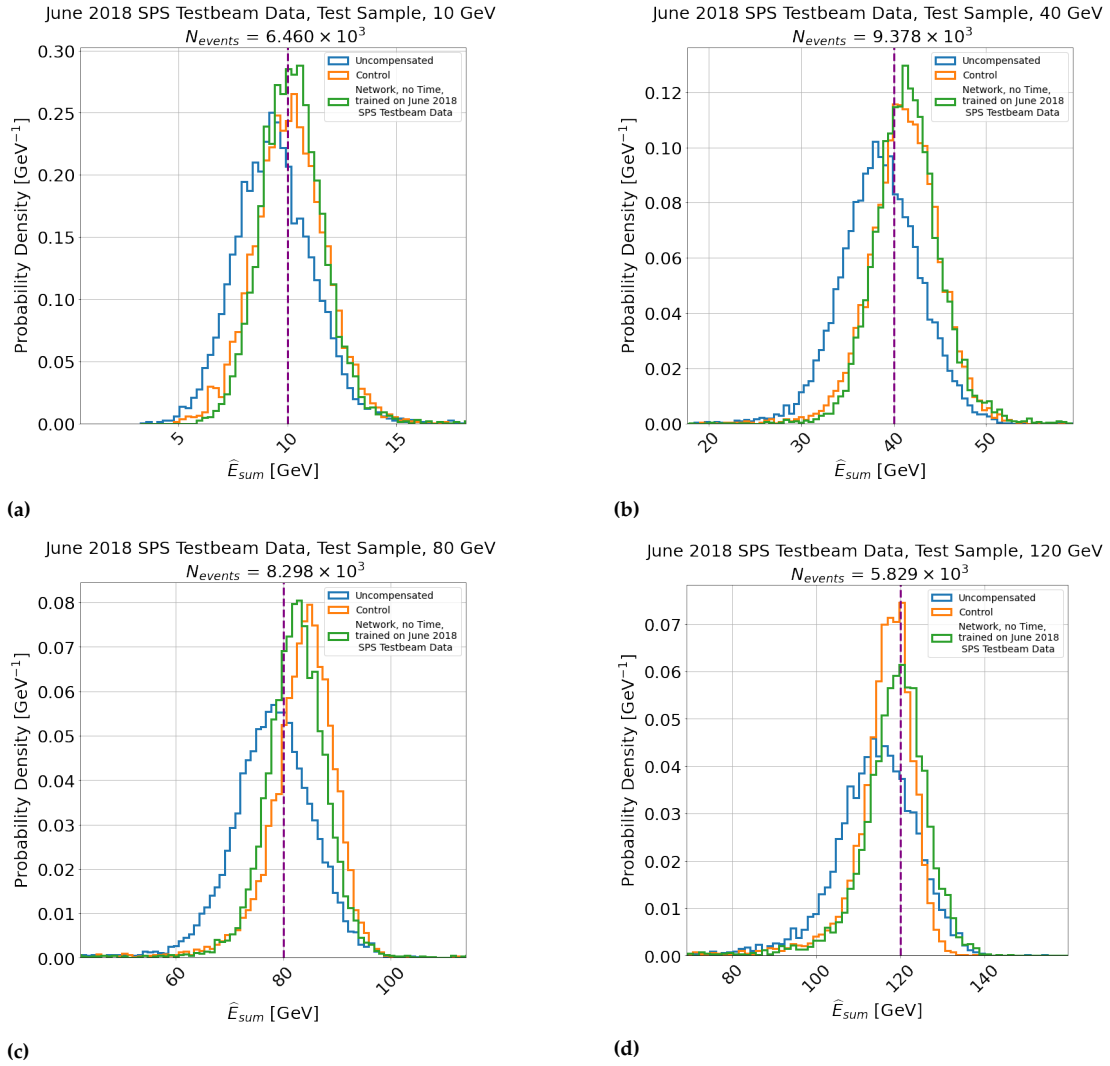 June 2018 SPS Testbeam Data, Test Sample, 10 GeV
N_events = 6.460 × 10³
0.30
0.25
0.20
0.15
0.10
0.05
0.00
Probability Density [GeV⁻¹]
Uncompensated
Control
Network, no Time,
trained on June 2018
SPS Testbeam Data
5
10
15
Ê_sum [GeV]
(a)
June 2018 SPS Testbeam Data, Test Sample, 40 GeV
N_events = 9.378 × 10³
0.12
0.10
0.08
0.06
0.04
0.02
0.00
Probability Density [GeV⁻¹]
Uncompensated
Control
Network, no Time,
trained on June 2018
SPS Testbeam Data
20
30
40
50
Ê_sum [GeV]
(b)
June 2018 SPS Testbeam Data, Test Sample, 80 GeV
N_events = 8.298 × 10³
0.08
0.07
0.06
0.05
0.04
0.03
0.02
0.01
0.00
Probability Density [GeV⁻¹]
Uncompensated
Control
Network, no Time,
trained on June 2018
SPS Testbeam Data
60
80
100
Ê_sum [GeV]
(c)
June 2018 SPS Testbeam Data, Test Sample, 120 GeV
N_events = 5.829 × 10³
0.07
0.06
0.05
0.04
0.03
0.02
0.01
0.00
Probability Density [GeV⁻¹]
Uncompensated
Control
Network, no Time,
trained on June 2018
SPS Testbeam Data
80
100
120
140
Ê_sum [GeV]
(d)